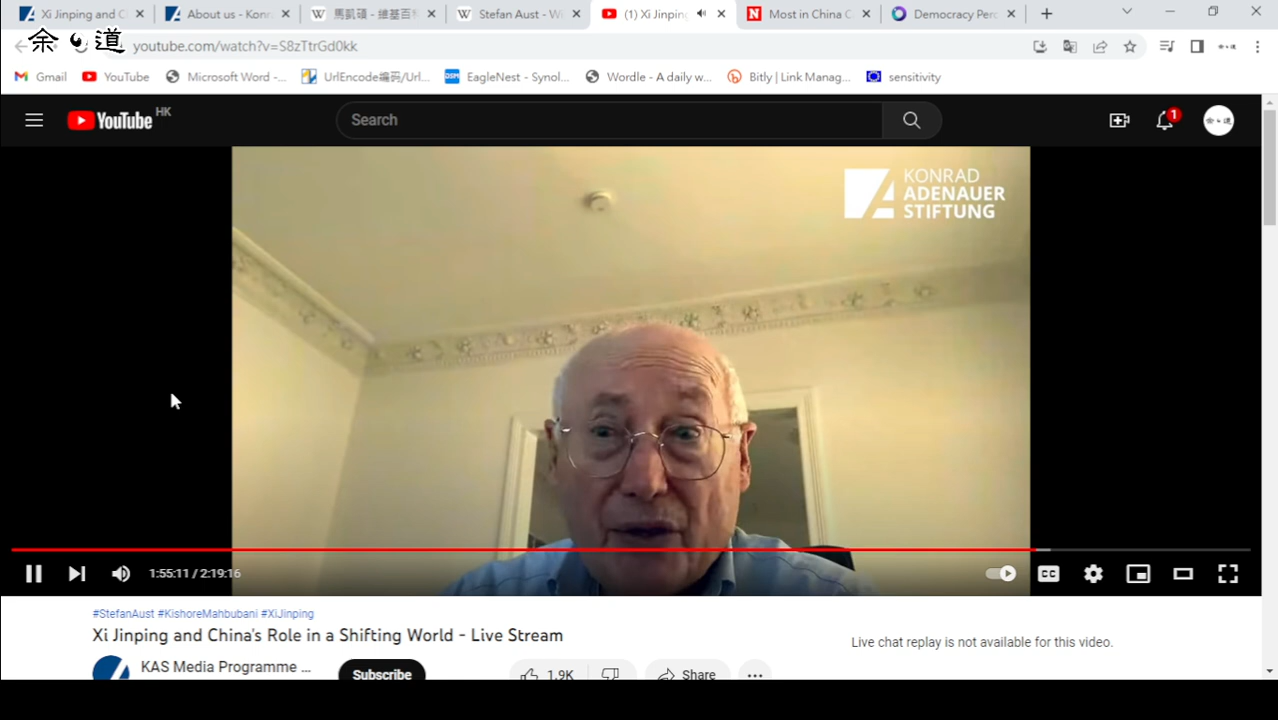 Xi Jinping and C
About us - Konr
馬凱碩 - 維基百科
Stefan Aust - Wi
(1) Xi Jinping
Most in China C
Democracy Perc
余 道
youtube.com/watch?v=S8zTtrGd0kk
Gmail
YouTube
Microsoft Word -...
UrlEncode编码/Url...
DSM
EagleNest - Synol...
Wordle - A daily w...
Bitly | Link Manag...
sensitivity
YouTube HK
Search
1
KONRAD
ADENAUER
STIFTUNG
1:55:11 / 2:19:16
CC
#StefanAust #KishoreMahbubani #XiJinping
Xi Jinping and China's Role in a Shifting World - Live Stream
Live chat replay is not available for this video.
KAS Media Programme ...
Subscribe
1.9K
Share